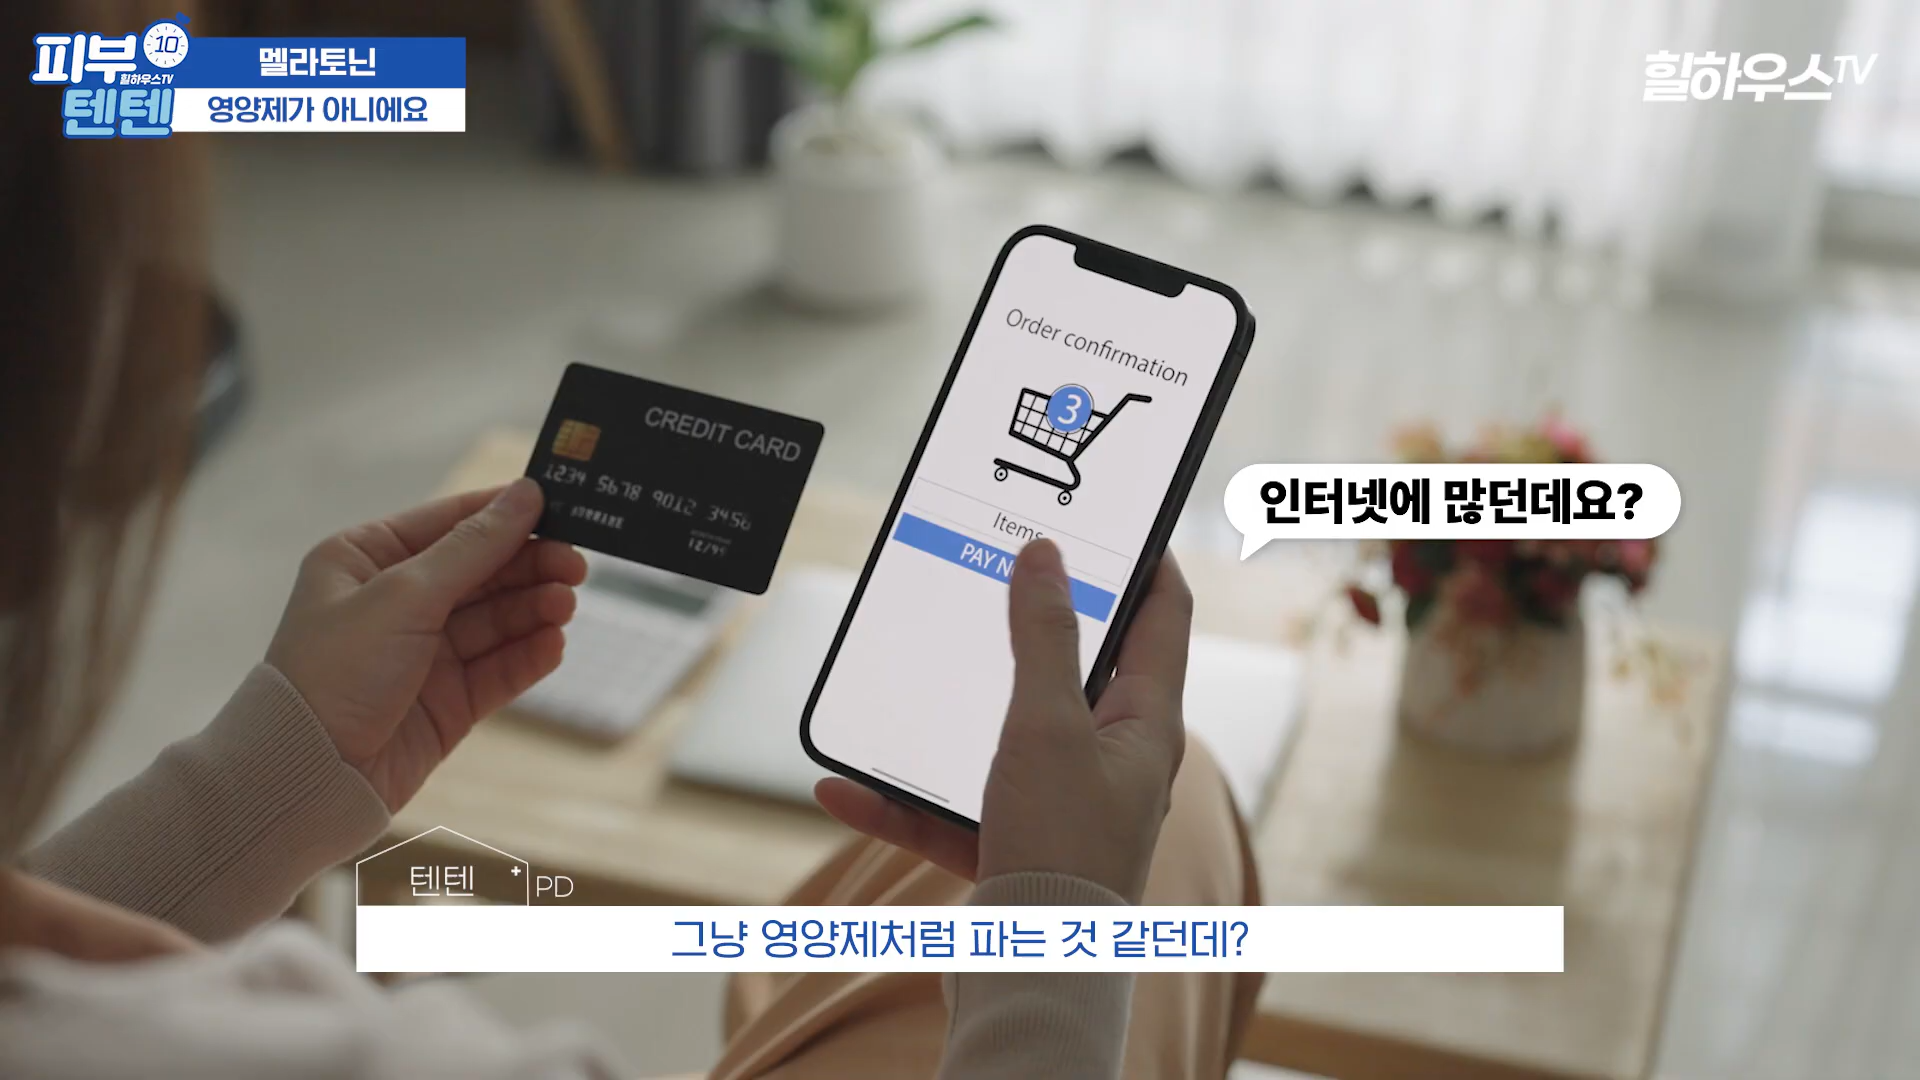 피부
10
힐하우스TV
텐텐
멜라토닌
영양제가 아니에요
힐하우스TV
Order confirmation
3
Items
PAY N
CREDIT CARD
1234 5678 9012 3456
12/99
인터넷에 많던데요?
텐텐 PD
그냥 영양제처럼 파는 것 같던데?